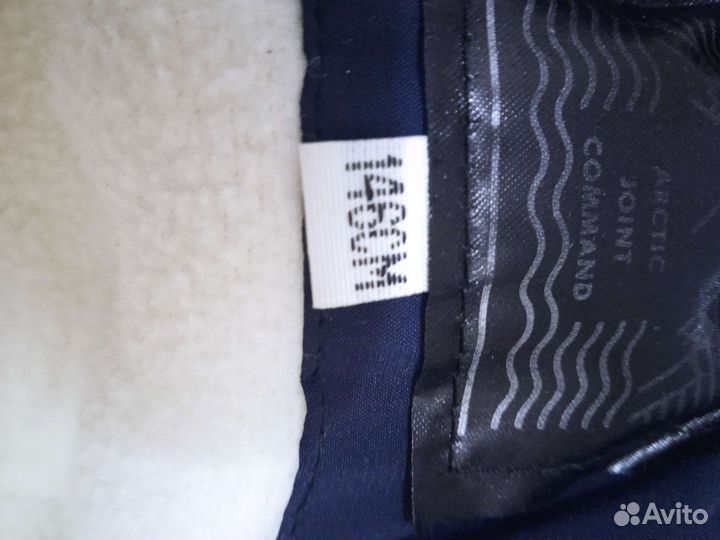 146CM
ARCTIC
JOINT
COMMAND
Avito